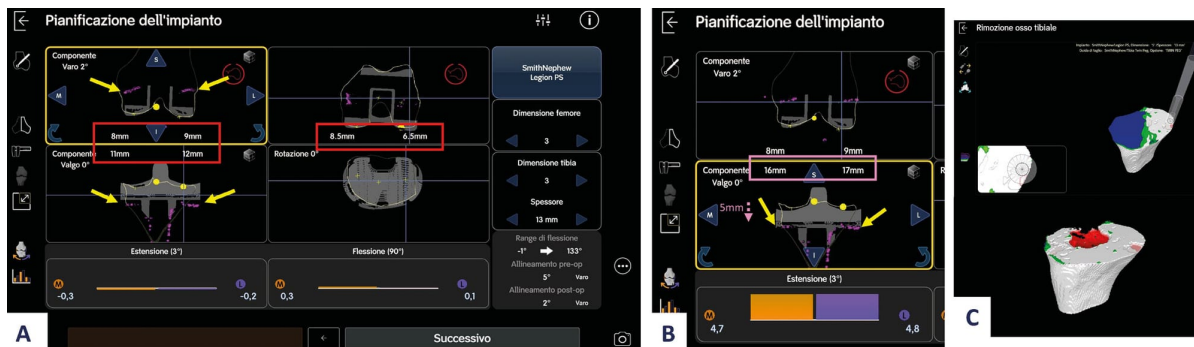 Pianificazione dell'impianto
Componente
Varo 2°
S
M
L
I
8mm
9mm
8.5mm
6.5mm
SmithNephew
Legion PS
Dimensione femore
3
Componente
Valgo 0°
11mm
12mm
Rotazione 0°
Dimensione tibia
3
Spessore
13 mm
Estensione (3°)
Flessione (90°)
M
-0,3
L
-0,2
M
0,3
L
0,1
Range di flessione
-1°
133°
Allineamento pre-op
5°
Varo
Allineamento post-op
2°
Varo
Successivo
A
Pianificazione dell'impianto
Componente
Varo 2°
8mm
9mm
Componente
Valgo 0°
16mm
17mm
R
S
M
L
I
5mm
Estensione (3°)
M
4,7
L
4,8
B
Rimozione osso tibiale
C